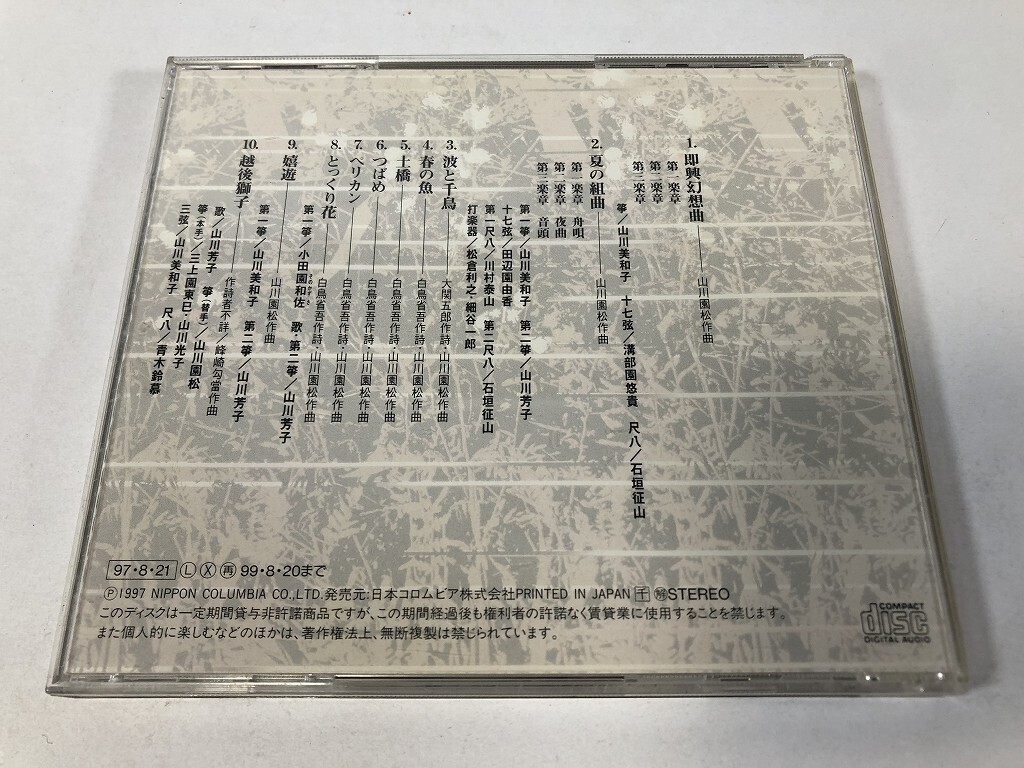 1. 即興幻想曲 山川園松作曲
第一楽章
第二楽章
第三楽章
箏／山川美和子 十七弦／溝部園悠貴 尺八／石垣征山
2. 夏の組曲 山川園松作曲
第一楽章 舟唄
第二楽章 夜曲
第三楽章 音頭
第一箏／山川美和子 第二箏／山川芳子
十七弦／田辺園由香
第一尺八／川村泰山 第二尺八／石垣征山
打楽器／松倉利之・細谷一郎
3. 波と千鳥 大関五郎作詩・山川園松作曲
4. 春の魚 白鳥省吾作詩・山川園松作曲
5. 土橋 白鳥省吾作詩・山川園松作曲
6. つばめ 白鳥省吾作詩・山川園松作曲
7. ペリカン 白鳥省吾作詩・山川園松作曲
8. とっくり花 白鳥省吾作詩・山川園松作曲
第一箏／小田園和佐 歌・第二箏／山川芳子
9. 嬉遊 山川園松作曲
第一箏／山川美和子 第二箏／山川芳子
10. 越後獅子 作詩者不詳／峰崎勾當作曲
歌／山川芳子 箏（替手）／山川園松
箏（本手）／三上園東巳・山川光子
三弦／山川美和子 尺八／青木鈴慕
97・8・21 Ⓛ Ⓧ ㊢ 99・8・20まで
Ⓟ1997 NIPPON COLUMBIA CO.,LTD. 発売元:日本コロムビア株式会社 PRINTED IN JAPAN STEREO
このディスクは一定期間貸与非許諾商品ですが、この期間経過後も権利者の許諾なく賃貸業に使用することを禁じます。
また個人的に楽しむなどのほかは、著作権法上、無断複製は禁じられています。
COMPACT
disc
DIGITAL AUDIO